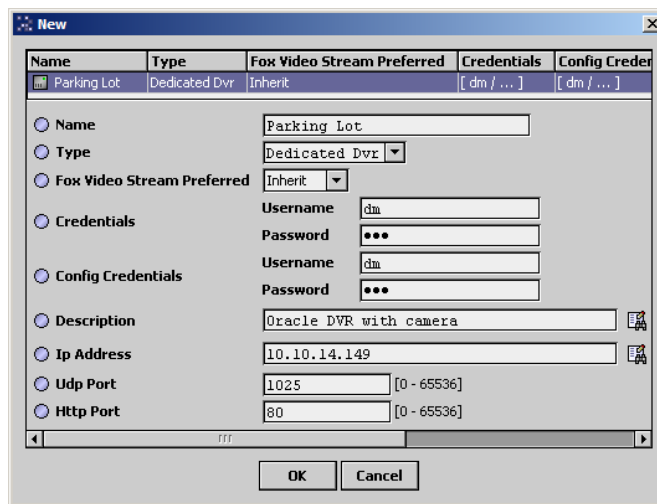 New
Name Type Fox Video Stream Preferred Credentials Config Creden
Parking Lot Dedicated Dvr Inherit [ dm / ... ] [ dm / ... ]
Name Parking Lot
Type Dedicated Dvr
Fox Video Stream Preferred Inherit
Credentials
Username dm
Password •••
Config Credentials
Username dm
Password •••
Description Oracle DVR with camera
Ip Address 10.10.14.149
Udp Port 1025 [0 - 65536]
Http Port 80 [0 - 65536]
OK Cancel